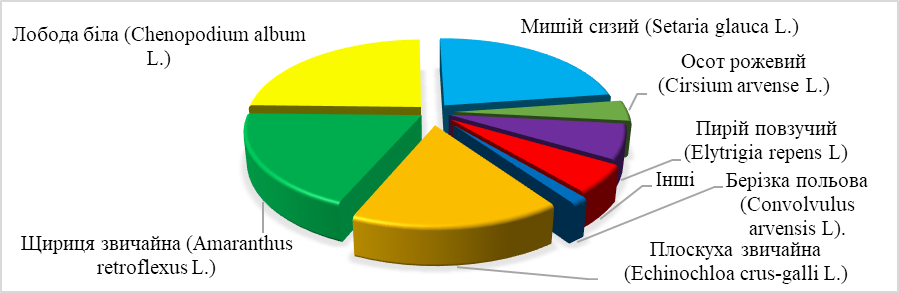 Лобода біла (Chenopodium album
L.)
Мишій сизий (Setaria glauca L.)
Осот рожевий
(Cirsium arvense L.)
Пирій повзучий
(Elytrigia repens L)
Інші
Берізка польова
(Convolvulus
arvensis L).
Плоскуха звичайна
(Echinochloa crus-galli L.)
Щириця звичайна (Amaranthus
retroflexus L.)